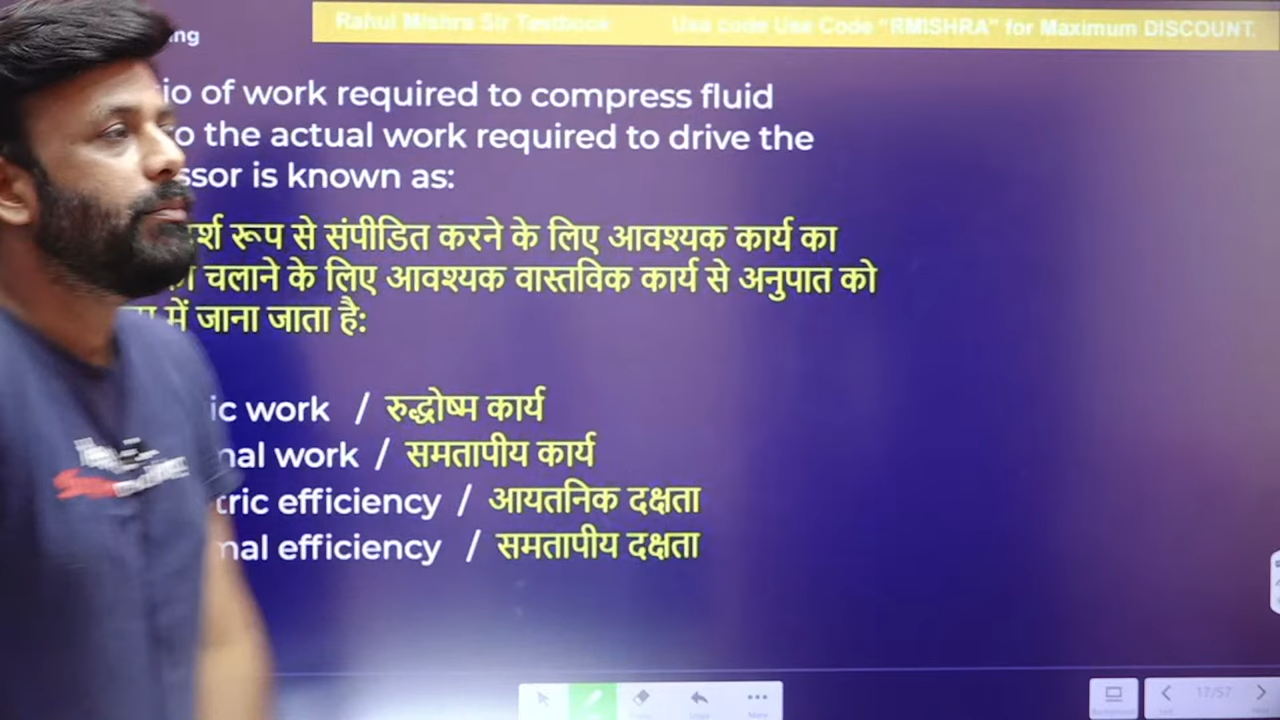 Rahul Mishra Sir Testbook Use code Use Code "RMISHRA" for Maximum DISCOUNT.
ing
io of work required to compress fluid
o the actual work required to drive the
ssor is known as:
र्श रूप से संपीडित करने के लिए आवश्यक कार्य का
चलाने के लिए आवश्यक वास्तविक कार्य से अनुपात को
में जाना जाता है:
ic work / रुद्धोष्म कार्य
nal work / समतापीय कार्य
tric efficiency / आयतनिक दक्षता
mal efficiency / समतापीय दक्षता
17/57